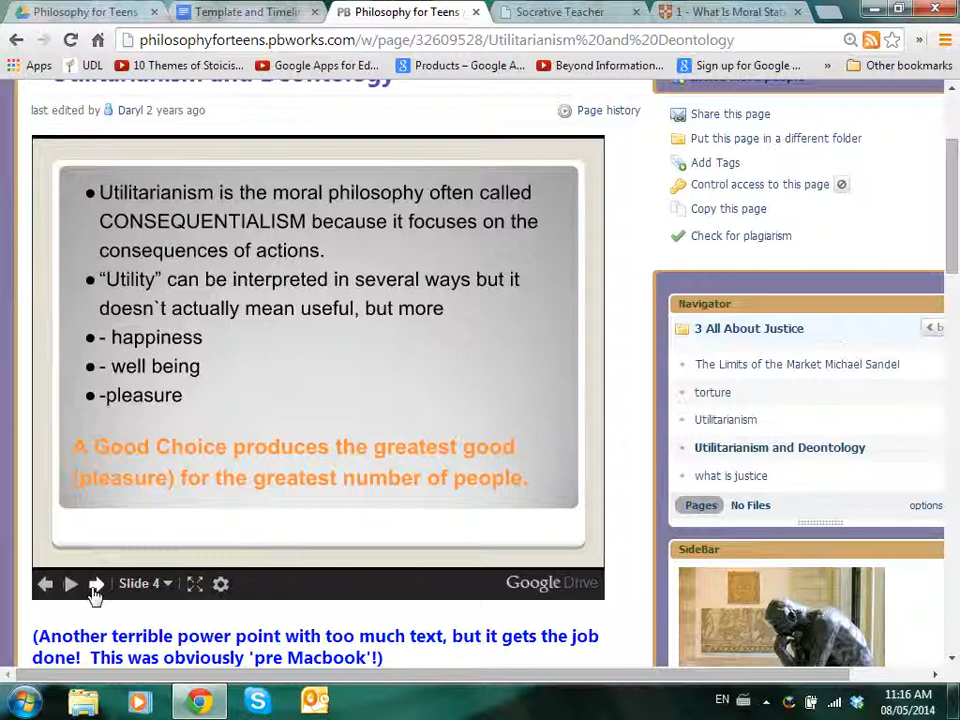 Philosophy for Teens
Template and Timelin
PB Philosophy for Teens /
Socrative Teacher
1 - What Is Moral Stat
philosophyforteens.pbworks.com/w/page/32609528/Utilitarianism%20and%20Deontology
Apps
UDL
10 Themes of Stoicis...
Google Apps for Ed...
Products – Google A...
Beyond Information...
Sign up for Google ...
»
Other bookmarks
Utilitarianism and Deontology
last edited by Daryl 2 years ago
Page history
●Utilitarianism is the moral philosophy often called
CONSEQUENTIALISM because it focuses on the
consequences of actions.
●“Utility” can be interpreted in several ways but it
doesn`t actually mean useful, but more
●- happiness
●- well being
●-pleasure
A Good Choice produces the greatest good
(pleasure) for the greatest number of people.
Slide 4
Google Drive
(Another terrible power point with too much text, but it gets the job
done! This was obviously 'pre Macbook'!)
Share this page
Put this page in a different folder
Add Tags
Control access to this page
Copy this page
Check for plagiarism
Navigator
3 All About Justice
b
The Limits of the Market Michael Sandel
torture
Utilitarianism
Utilitarianism and Deontology
what is justice
Pages
No Files
options
SideBar
EN
11:16 AM
08/05/2014